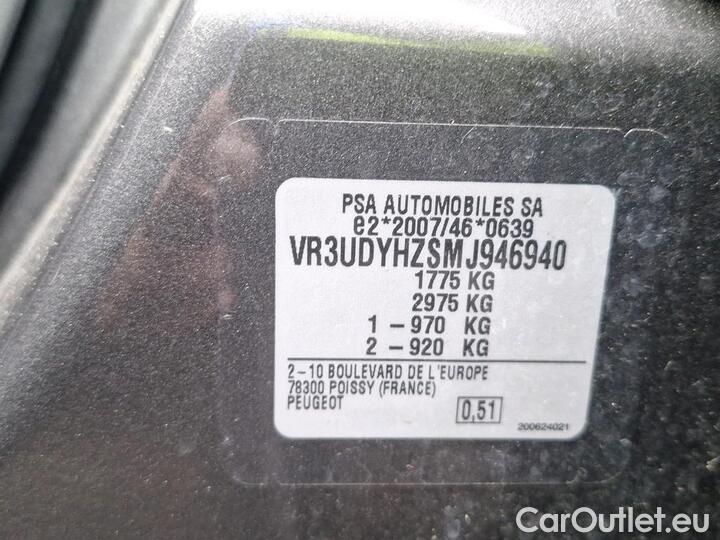 PSA AUTOMOBILES SA
e2*2007/46*0639
VR3UDYHZSMJ946940
1775 KG
2975 KG
1 – 970 KG
2 – 920 KG
2 – 10 BOULEVARD DE L'EUROPE
78300 POISSY (FRANCE)
PEUGEOT
0,51
200624021
CarOutlet.eu